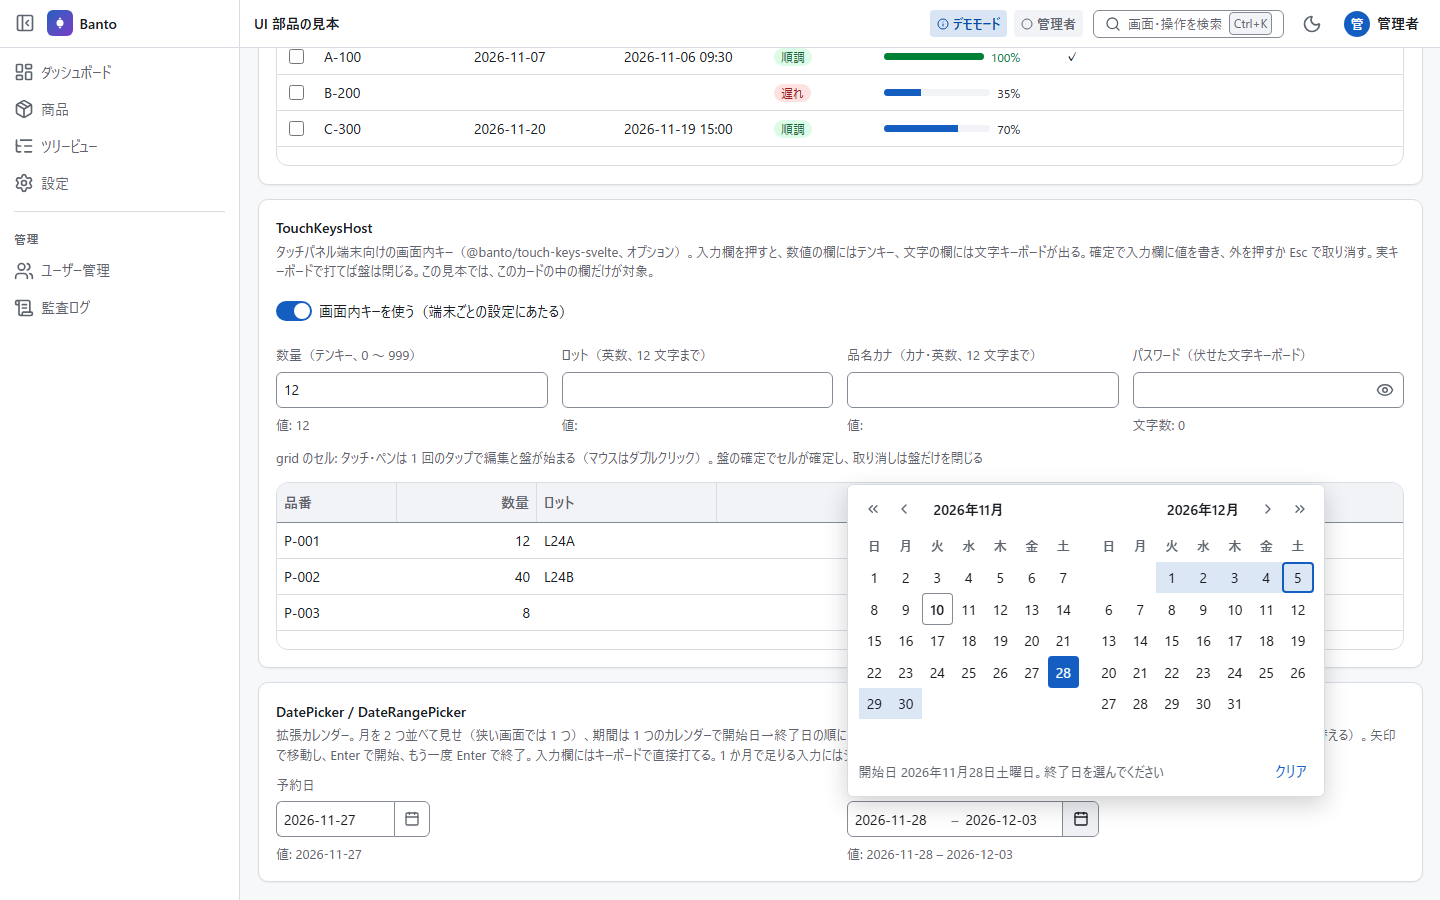 Banto
UI 部品の見本
デモモード
管理者
画面・操作を検索
Ctrl+K
管
管理者
ダッシュボード
商品
ツリービュー
設定
管理
ユーザー管理
監査ログ
A-100 2026-11-07 2026-11-06 09:30 順調 100% ✓
B-200 遅れ 35%
C-300 2026-11-20 2026-11-19 15:00 順調 70%
TouchKeysHost
タッチパネル端末向けの画面内キー（@banto/touch-keys-svelte、オプション）。入力欄を押すと、数値の欄にはテンキー、文字の欄には文字キーボードが出る。確定で入力欄に値を書き、外を押すか Esc で取り消す。実キ
ーボードで打てば盤は閉じる。この見本では、このカードの中の欄だけが対象。
画面内キーを使う（端末ごとの設定にあたる）
数量（テンキー、0 〜 999）
12
値: 12
ロット（英数、12 文字まで）
値:
品名カナ（カナ・英数、12 文字まで）
値:
パスワード（伏せた文字キーボード）
文字数: 0
grid のセル: タッチ・ペンは 1 回のタップで編集と盤が始まる（マウスはダブルクリック）。盤の確定でセルが確定し、取り消しは盤だけを閉じる
品番 数量 ロット
P-001 12 L24A
P-002 40 L24B
P-003 8
« ‹ 2026年11月
日 月 火 水 木 金 土
1 2 3 4 5 6 7
8 9 10 11 12 13 14
15 16 17 18 19 20 21
22 23 24 25 26 27 28
29 30
2026年12月 › »
日 月 火 水 木 金 土
1 2 3 4 5
6 7 8 9 10 11 12
13 14 15 16 17 18 19
20 21 22 23 24 25 26
27 28 29 30 31
開始日 2026年11月28日土曜日。終了日を選んでください
クリア
DatePicker / DateRangePicker
拡張カレンダー。月を 2 つ並べて見せ（狭い画面では 1 つ）、期間は 1 つのカレンダーで開始日→終了日の順に
える）。矢印
で移動し、Enter で開始、もう一度 Enter で終了。入力欄にはキーボードで直接打てる。1 か月で足りる入力には
予約日
2026-11-27
値: 2026-11-27
2026-11-28 – 2026-12-03
値: 2026-11-28 – 2026-12-03